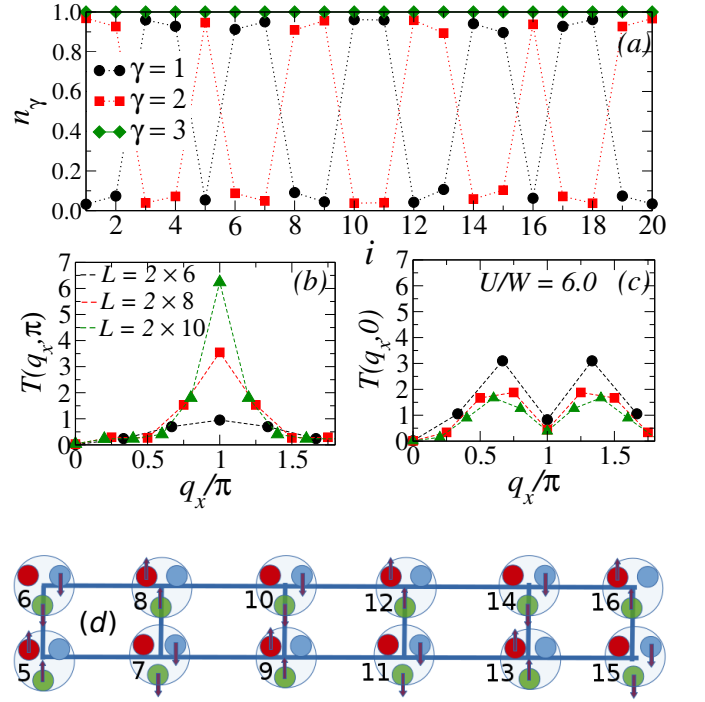 1.0
(a)
0.8
γ = 1
0.6
γ = 2
0.4
γ = 3
0.2
0.0
n_γ
2 4 6 8 10 12 14 16 18 20
i
7
6
5
4
3
2
1
0
T(q_x,π)
L = 2 × 6
L = 2 × 8
L = 2 × 10
(b)
0 0.5 1 1.5
q_x/π
7
6
5
4
3
2
1
0
T(q_x,0)
U/W = 6.0
(c)
0 0.5 1 1.5
q_x/π
6 8 10 12 14 16
(d)
5 7 9 11 13 15